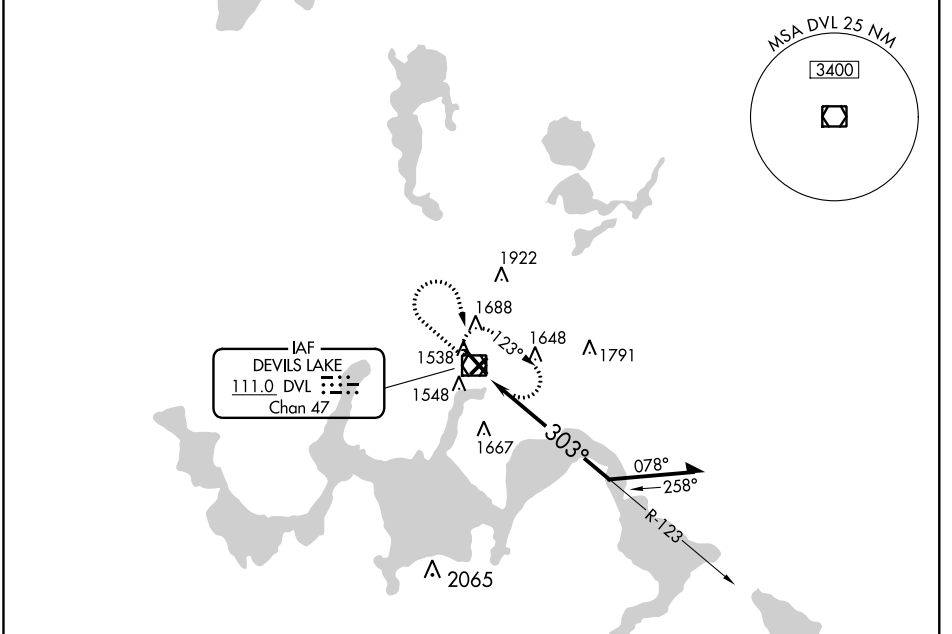 MSA DVL 25 NM
3400
1922
1688
123°
1648
1538
1791
IAF
DEVILS LAKE
111.0 DVL
Chan 47
1548
1667
303°
078°
258°
R-123
2065